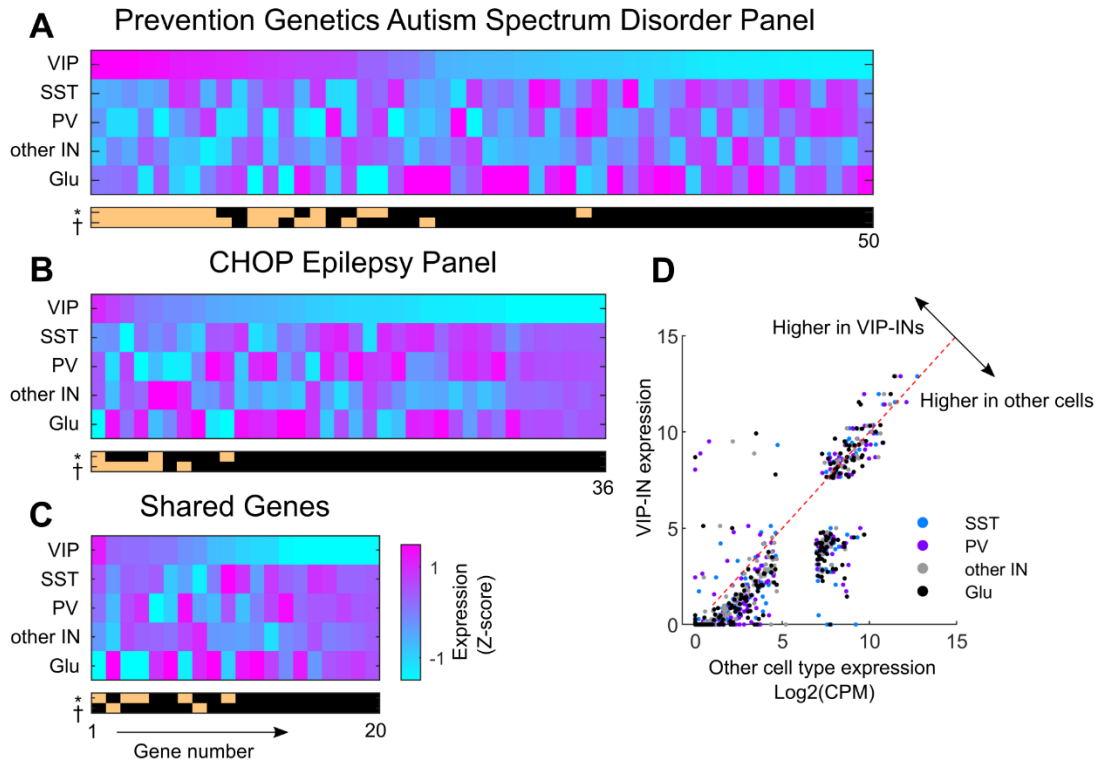 A
Prevention Genetics Autism Spectrum Disorder Panel
VIP
SST
PV
other IN
Glu
*
†
50
B
CHOP Epilepsy Panel
VIP
SST
PV
other IN
Glu
*
†
36
C
Shared Genes
VIP
SST
PV
other IN
Glu
*
†
1
20
Gene number
1
-1
Expression
(Z-score)
D
15
10
5
0
VIP-IN expression
Higher in VIP-INs
Higher in other cells
SST
PV
other IN
Glu
0
5
10
15
Other cell type expression
Log2(CPM)